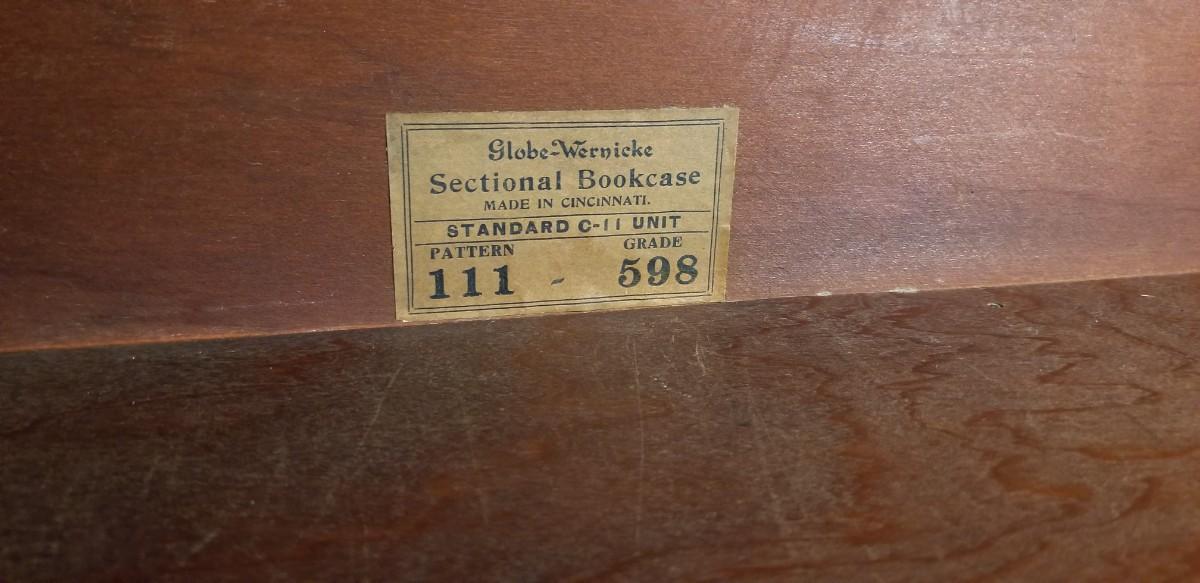 Globe-Wernicke
Sectional Bookcase
MADE IN CINCINNATI.
STANDARD C-11 UNIT
PATTERN GRADE
111 - 598